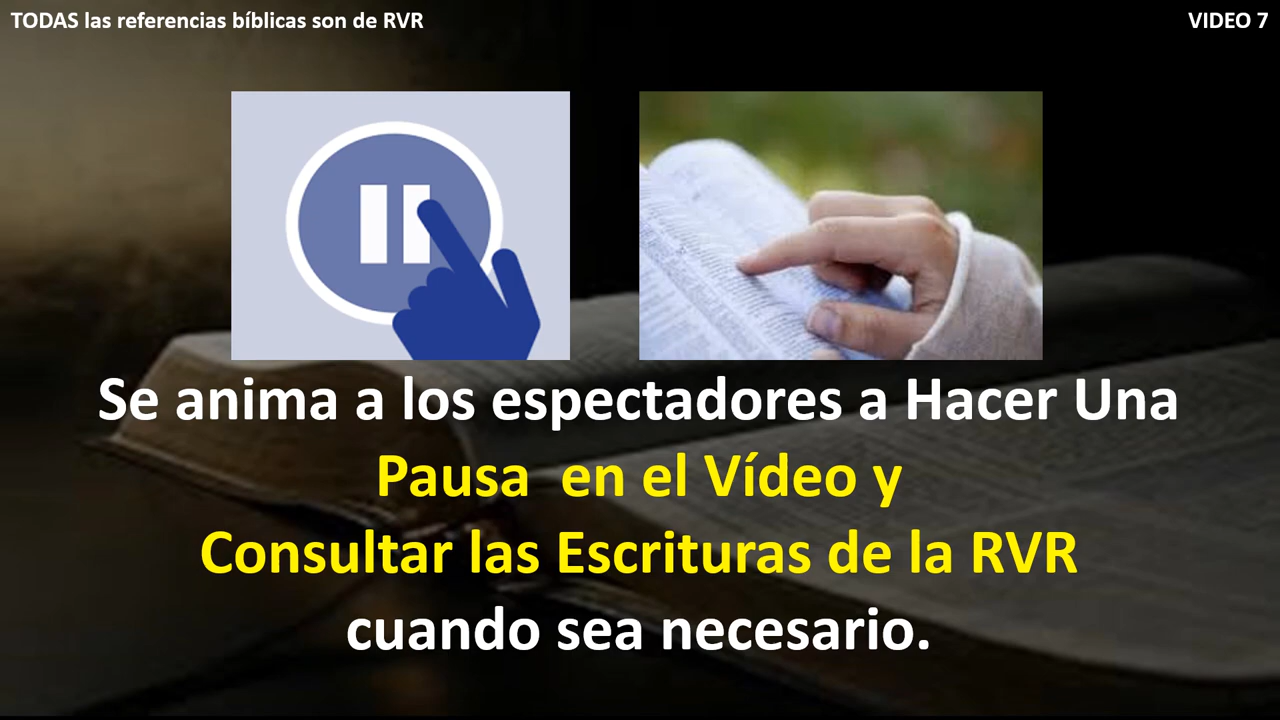 TODAS las referencias bíblicas son de RVR
VIDEO 7
Se anima a los espectadores a Hacer Una
Pausa  en el Vídeo y
Consultar las Escrituras de la RVR
cuando sea necesario.